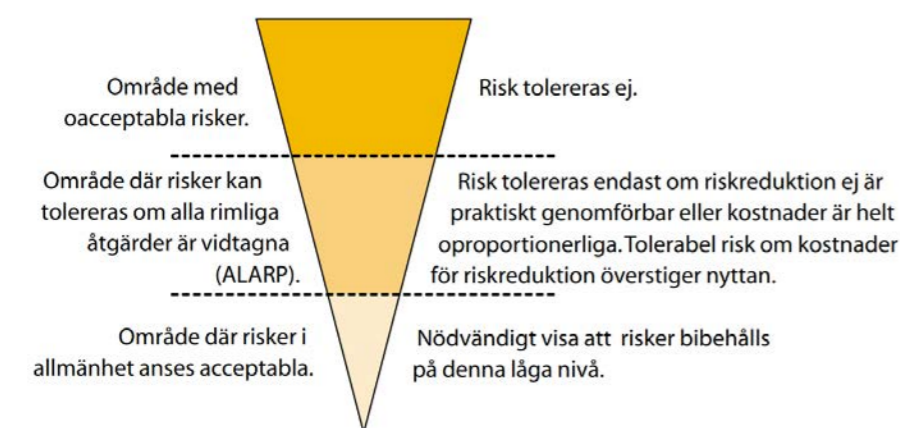 Område med
oacceptabla risker.
Risk tolereras ej.
Område där risker kan
tolereras om alla rimliga
åtgärder är vidtagna
(ALARP).
Risk tolereras endast om riskreduktion ej är
praktiskt genomförbar eller kostnader är helt
oproportionerliga. Tolerabel risk om kostnader
för riskreduktion överstiger nyttan.
Område där risker i
allmänhet anses acceptabla.
Nödvändigt visa att risker bibehålls
på denna låga nivå.